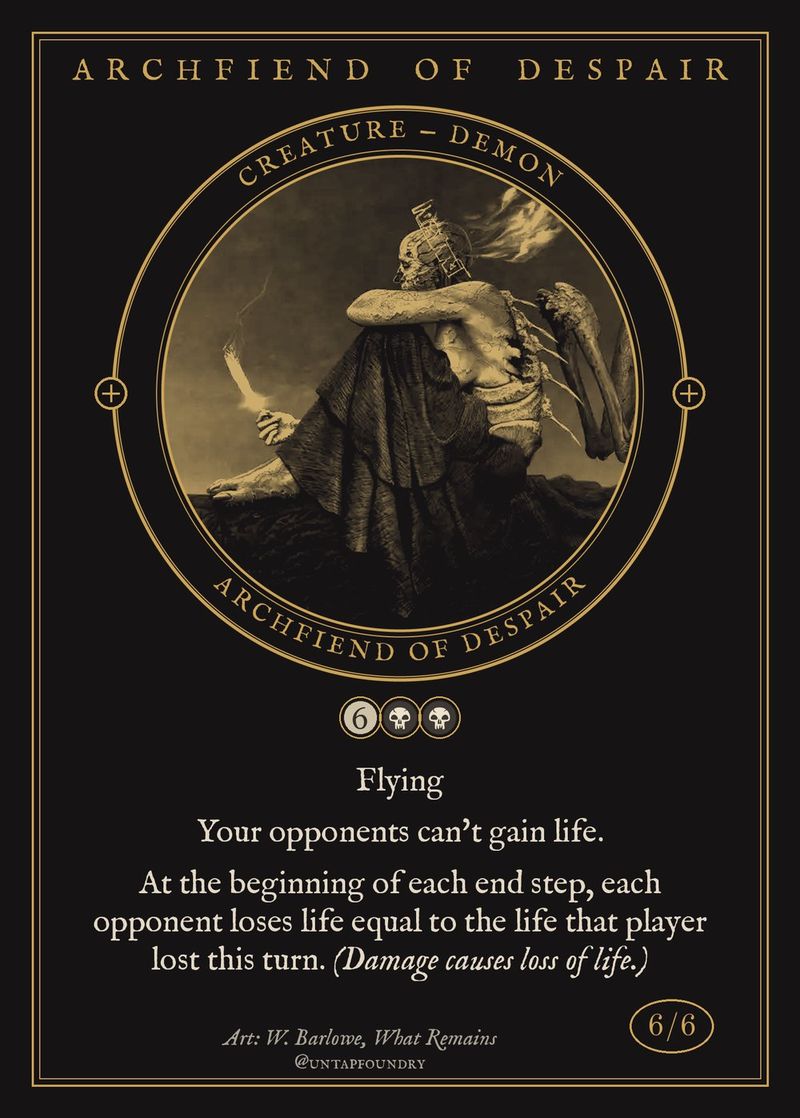 ARCHFIEND OF DESPAIR
CREATURE – DEMON
ARCHFIEND OF DESPAIR
6
Flying
Your opponents can't gain life.
At the beginning of each end step, each
opponent loses life equal to the life that player
lost this turn. (Damage causes loss of life.)
6/6
Art: W. Barlowe, What Remains
@UNTAPFOUNDRY